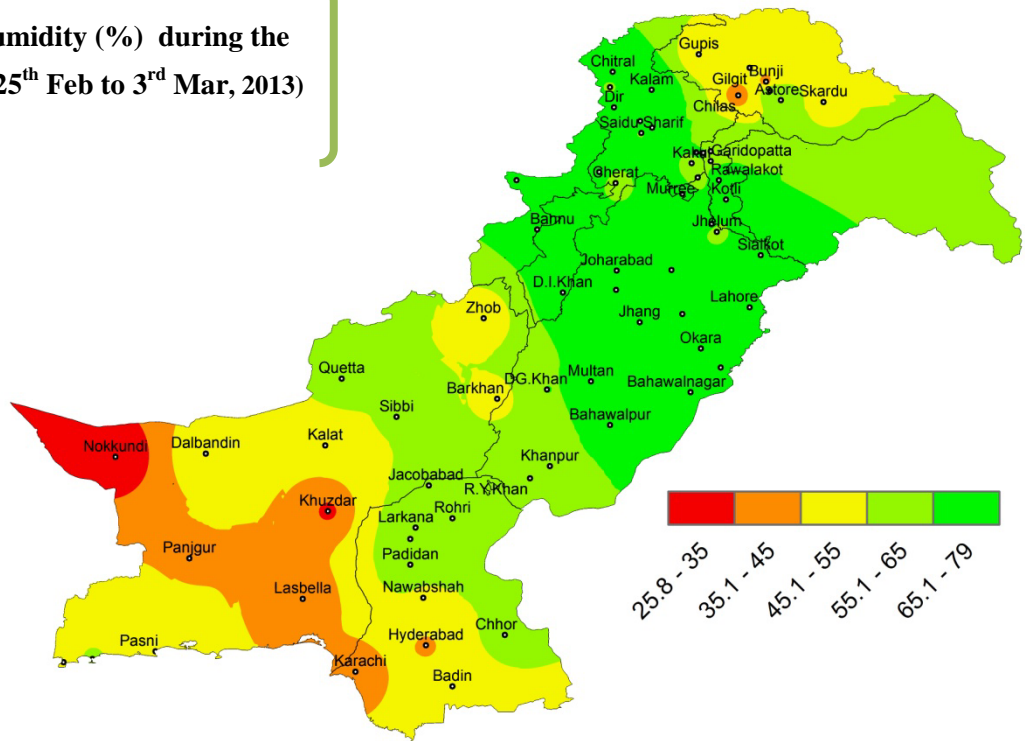 umidity (%) during the
25th Feb to 3rd Mar, 2013)
Gupis
Chitral
Bunji
Kalam
Gilgit
Astore
Skardu
Dir
Chilas
Saidu Sharif
Garidopatta
Rawalakot
Cherat
Murree
Kotli
Bannu
Jhalum
Sialkot
Joharabad
D.I.Khan
Lahore
Zhob
Jhang
Okara
Quetta
Multan
Barkhan
DG.Khan
Bahawalnagar
Sibbi
Bahawalpur
Nokkundi
Dalbandin
Kalat
Khanpur
Jacobabad
R.Y.Khan
Khuzdar
Rohri
Larkana
Panjgur
Padidan
Lasbella
Nawabshah
Chhor
Pasni
Hyderabad
Karachi
Badin
25.8 - 35
35.1 - 45
45.1 - 55
55.1 - 65
65.1 - 79